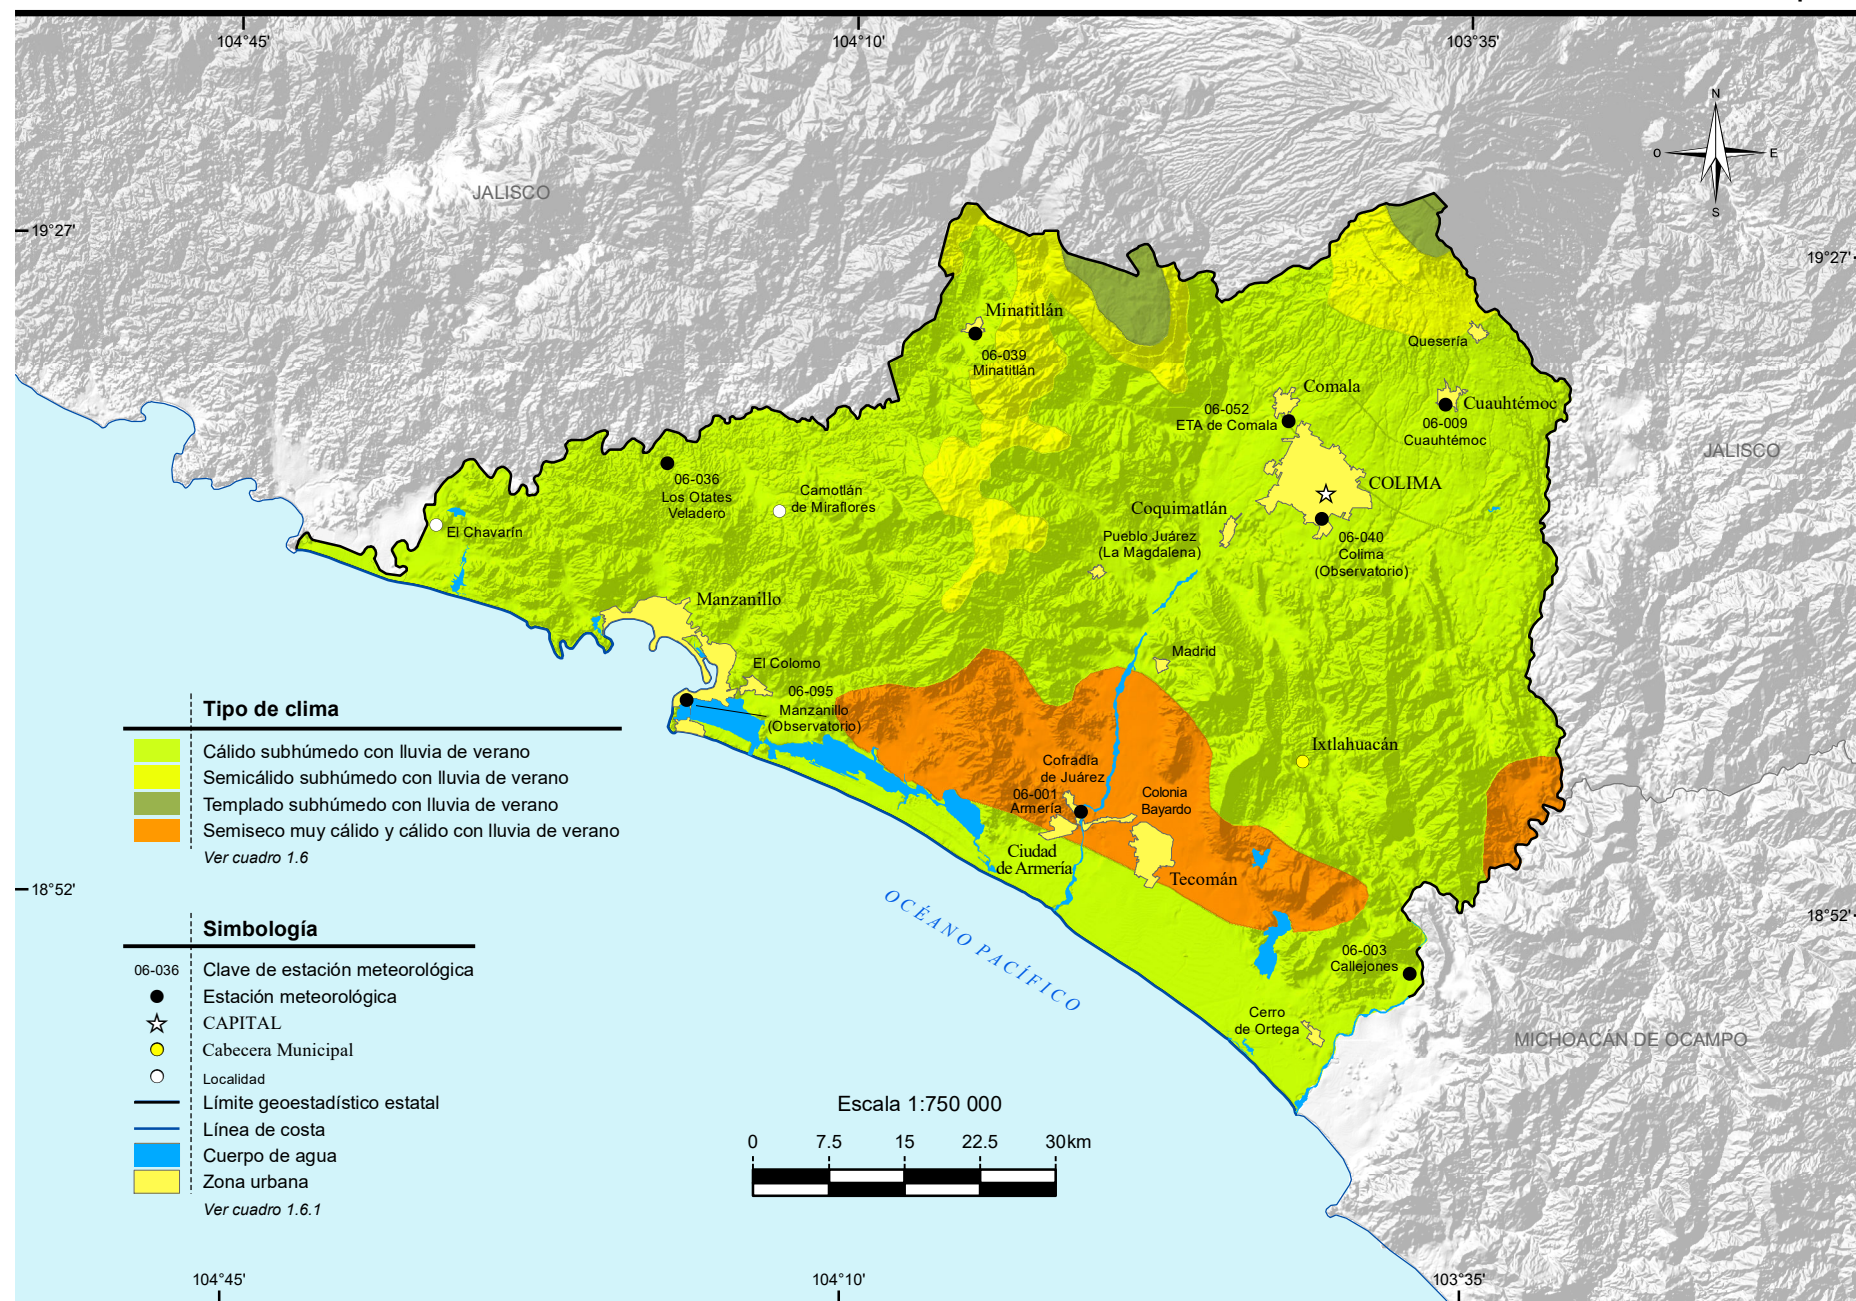 104°45'
104°10'
103°35'
N
O
E
S
JALISCO
19°27'
19°27'
Minatitlán
06-039
Minatitlán
Quesería
Comala
06-052
ETA de Comala
Cuauhtémoc
06-009
Cuauhtémoc
JALISCO
06-036
Los Otates
Veladero
Camotlán
de Miraflores
COLIMA
El Chavarín
Coquimatlán
Pueblo Juárez
(La Magdalena)
06-040
Colima
(Observatorio)
Manzanillo
El Colomo
06-095
Manzanillo
(Observatorio)
Madrid
Ixtlahuacán
Cofradía
de Juárez
06-001
Armería
Colonia
Bayardo
Ciudad
de Armería
Tecomán
18°52'
18°52'
OCÉANO PACÍFICO
06-003
Callejones
Cerro
de Ortega
MICHOACÁN DE OCAMPO
Tipo de clima
Cálido subhúmedo con lluvia de verano
Semicálido subhúmedo con lluvia de verano
Templado subhúmedo con lluvia de verano
Semiseco muy cálido y cálido con lluvia de verano
Ver cuadro 1.6
Simbología
06-036 Clave de estación meteorológica
Estación meteorológica
CAPITAL
Cabecera Municipal
Localidad
Límite geoestadístico estatal
Línea de costa
Cuerpo de agua
Zona urbana
Ver cuadro 1.6.1
Escala 1:750 000
0 7.5 15 22.5 30 km
104°45'
104°10'
103°35'